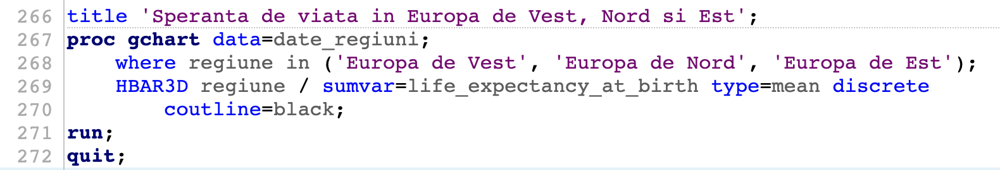 266 title 'Speranta de viata in Europa de Vest, Nord si Est';
267 proc gchart data=date_regiuni;
268     where regiune in ('Europa de Vest', 'Europa de Nord', 'Europa de Est');
269     HBAR3D regiune / sumvar=life_expectancy_at_birth type=mean discrete
270         coutline=black;
271 run;
272 quit;